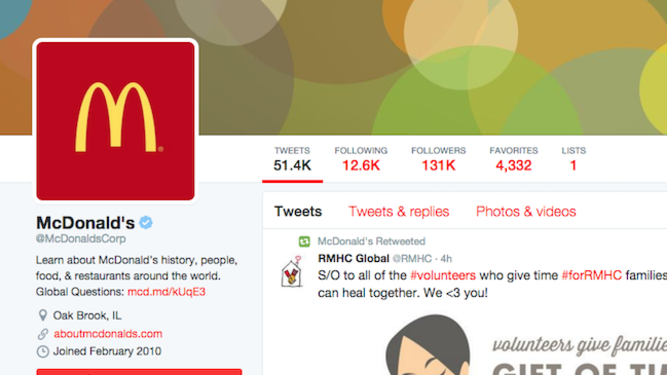 TWEETS FOLLOWING FOLLOWERS FAVORITES LISTS
51.4K 12.6K 131K 4,332 1
McDonald's
@McDonaldsCorp
Learn about McDonald's history, people,
food, & restaurants around the world.
Global Questions: mcd.md/kUqE3
Oak Brook, IL
aboutmcdonalds.com
Joined February 2010
Tweets Tweets & replies Photos & videos
McDonald's Retweeted
RMHC Global @RMHC · 4h
S/O to all of the #volunteers who give time #forRMHC families
can heal together. We <3 you!
volunteers give familie
GIFT OF TI